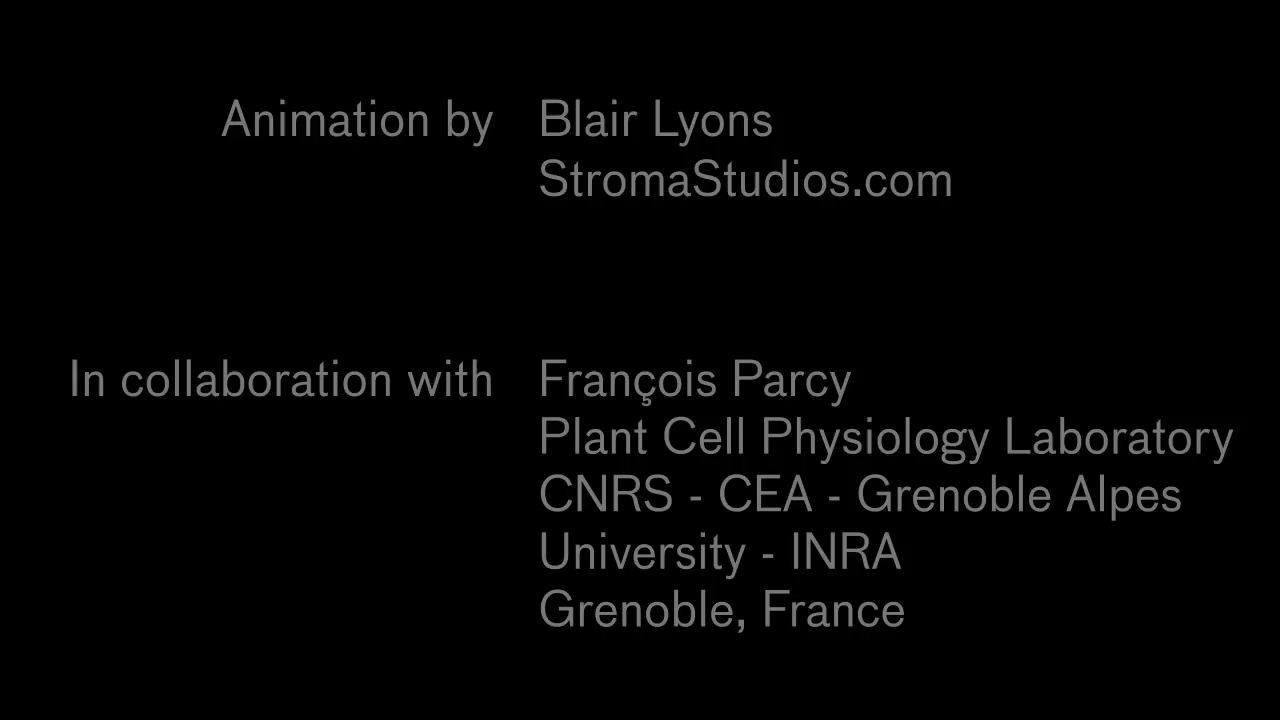 Animation by Blair Lyons
StromaStudios.com
In collaboration with François Parcy
Plant Cell Physiology Laboratory
CNRS - CEA - Grenoble Alpes
University - INRA
Grenoble, France